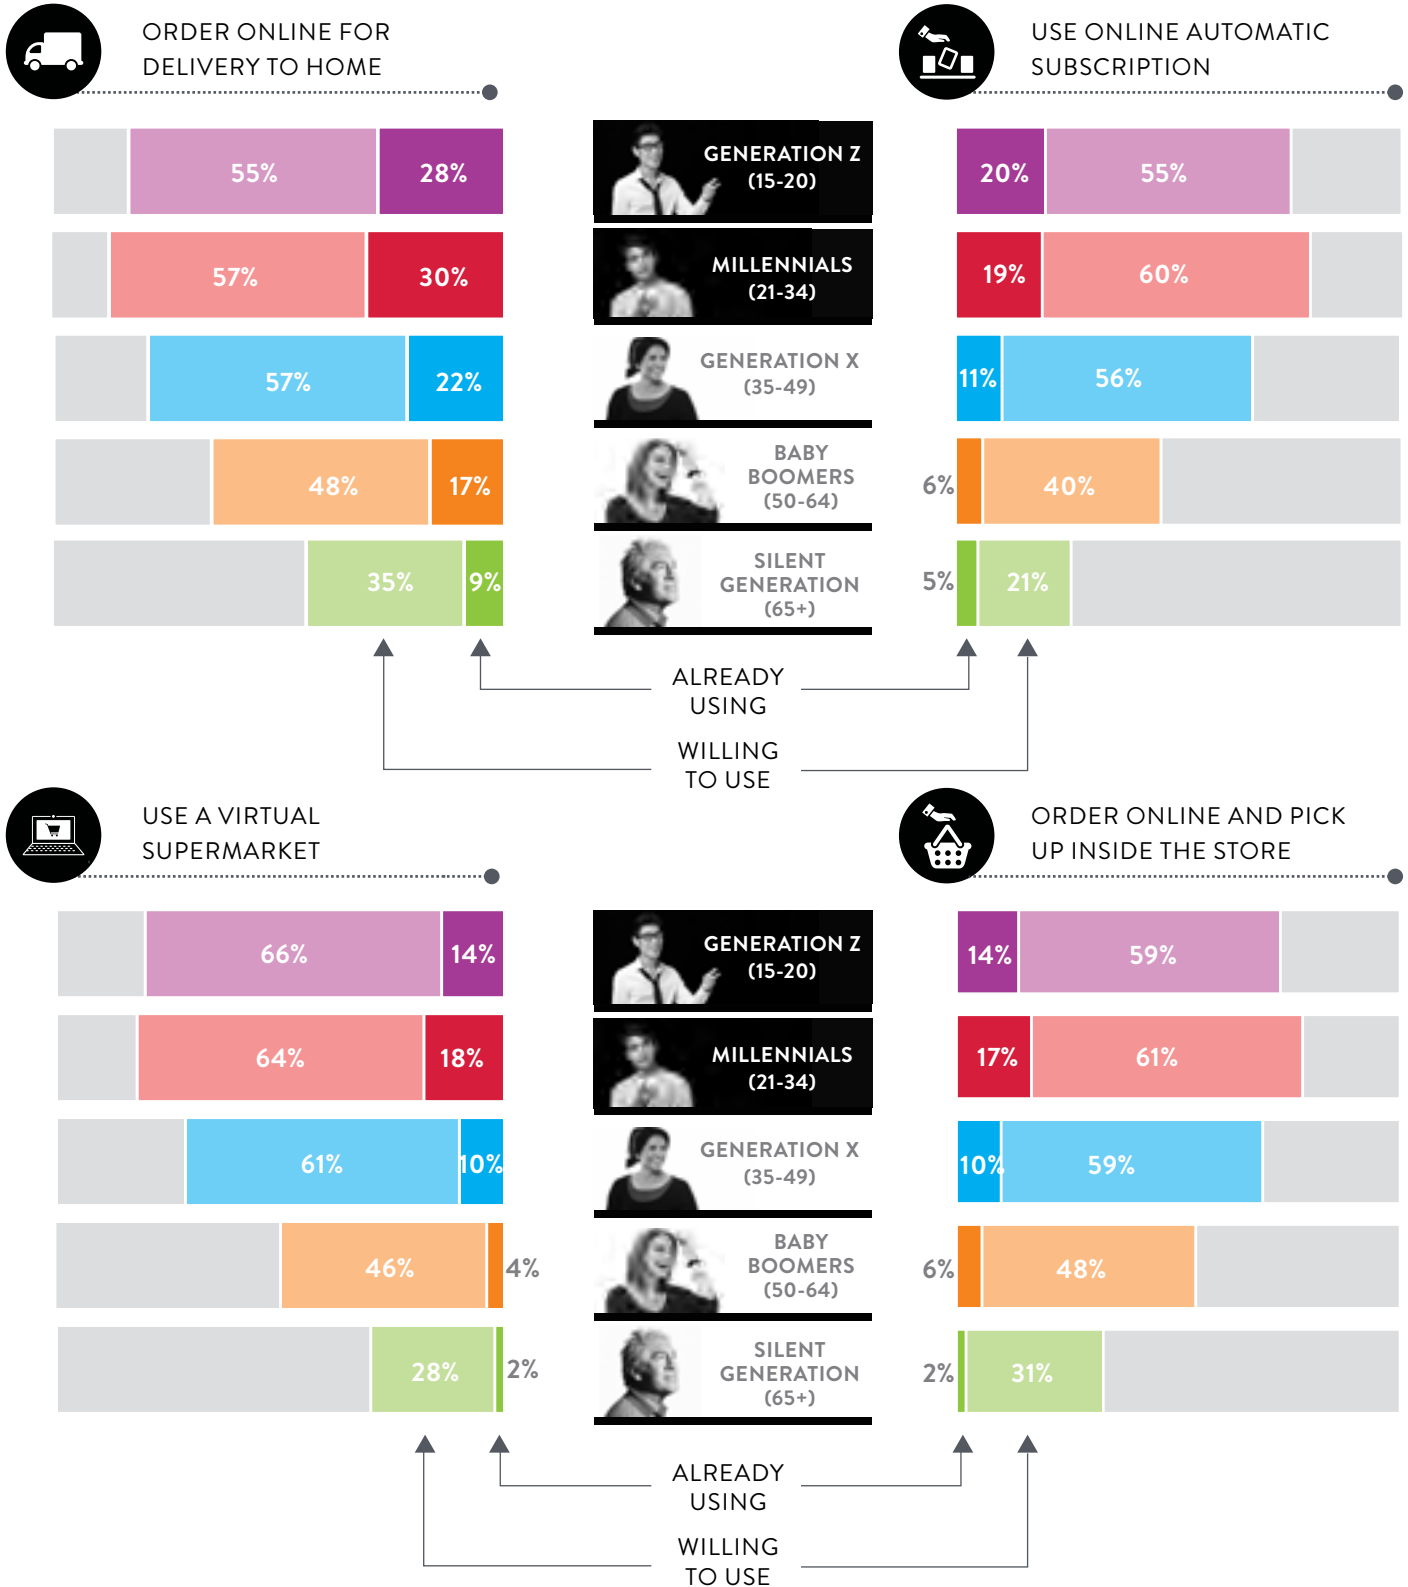 ORDER ONLINE FOR
DELIVERY TO HOME
USE ONLINE AUTOMATIC
SUBSCRIPTION
55% 28%
GENERATION Z
(15-20)
20% 55%
57% 30%
MILLENNIALS
(21-34)
19% 60%
57% 22%
GENERATION X
(35-49)
11% 56%
48% 17%
BABY
BOOMERS
(50-64)
6% 40%
35% 9%
SILENT
GENERATION
(65+)
5% 21%
ALREADY
USING
WILLING
TO USE
USE A VIRTUAL
SUPERMARKET
ORDER ONLINE AND PICK
UP INSIDE THE STORE
66% 14%
GENERATION Z
(15-20)
14% 59%
64% 18%
MILLENNIALS
(21-34)
17% 61%
61% 10%
GENERATION X
(35-49)
10% 59%
46% 4%
BABY
BOOMERS
(50-64)
6% 48%
28% 2%
SILENT
GENERATION
(65+)
2% 31%
ALREADY
USING
WILLING
TO USE